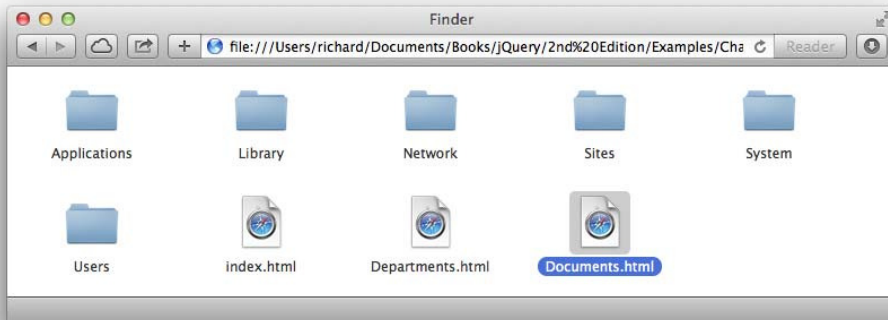 Finder
file:///Users/richard/Documents/Books/jQuery/2nd%20Edition/Examples/Cha Reader
Applications Library Network Sites System
Users index.html Departments.html Documents.html